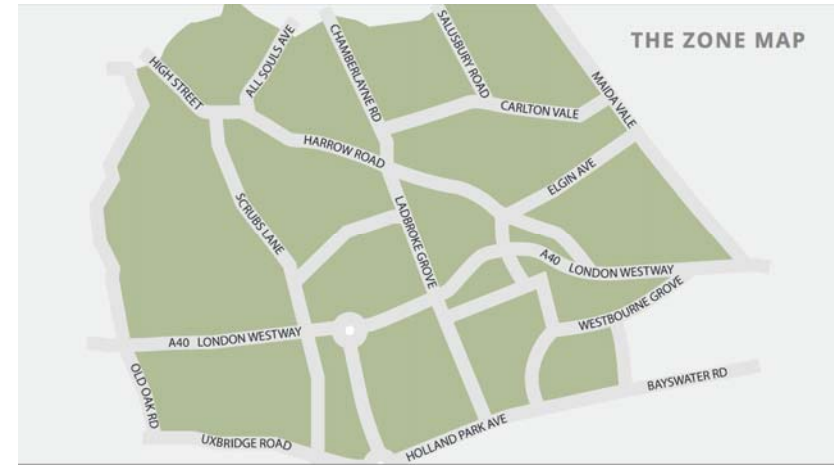 THE ZONE MAP
HIGH STREET
ALL SOULS AVE
CHAMBERLAYNE RD
SALUSBURY ROAD
MAIDA VALE
CARLTON VALE
HARROW ROAD
ELGIN AVE
SCRUBS LANE
LADBROKE GROVE
A40 LONDON WESTWAY
WESTBOURNE GROVE
A40 LONDON WESTWAY
OLD OAK RD
BAYSWATER RD
HOLLAND PARK AVE
UXBRIDGE ROAD